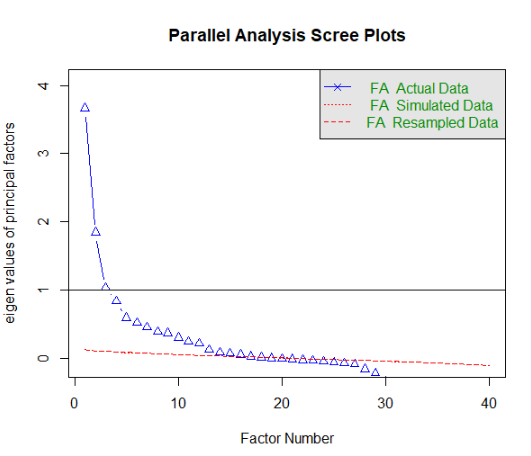 Parallel Analysis Scree Plots
eigen values of principal factors
4
3
2
1
0
FA Actual Data
FA Simulated Data
FA Resampled Data
0 10 20 30 40
Factor Number